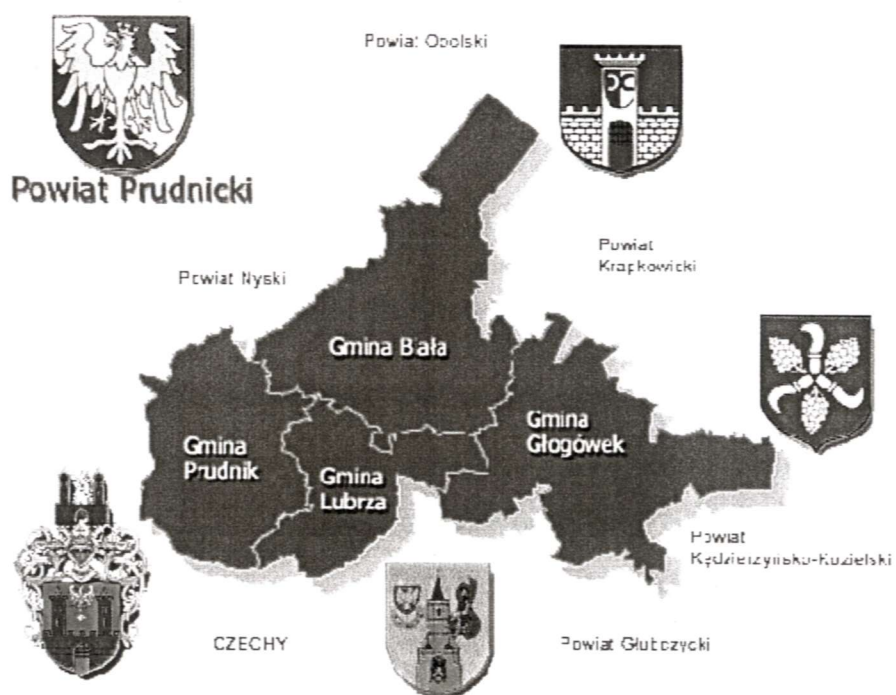 Powiat Opolski
Powiat Prudnicki
Powiat
Krapkowicki
Powiat Nyski
Gmina Biała
Gmina
Prudnik
Gmina
Lubrza
Gmina
Głogówek
Powiat
Kędzierzyńsko-Kozielski
CZECHY
Powiat Głubczycki